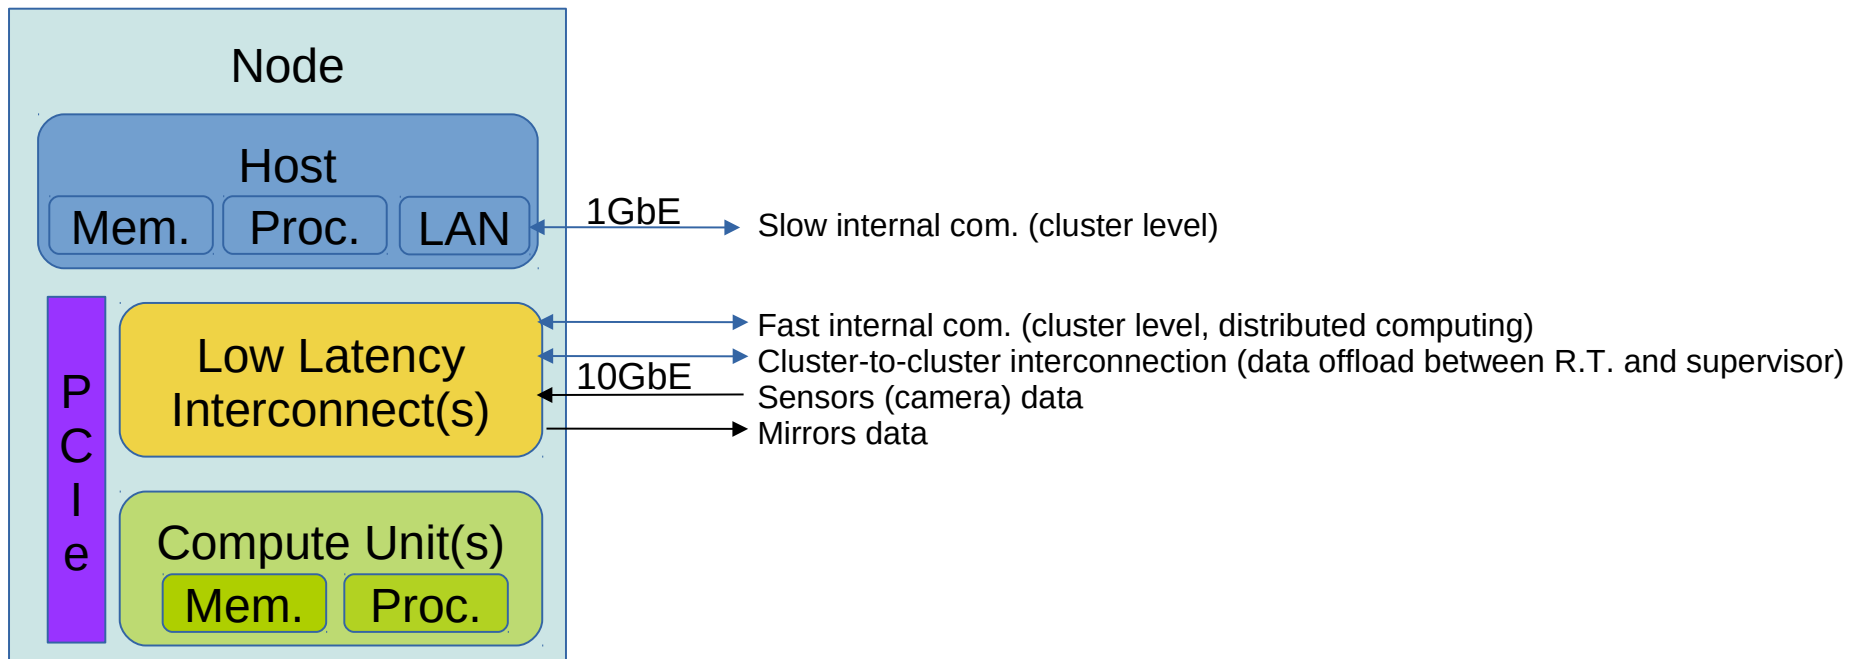 Node
Host
Mem.
Proc.
LAN
1GbE
Slow internal com. (cluster level)
PCIe
Low Latency
Interconnect(s)
10GbE
Fast internal com. (cluster level, distributed computing)
Cluster-to-cluster interconnection (data offload between R.T. and supervisor)
Sensors (camera) data
Mirrors data
Compute Unit(s)
Mem.
Proc.